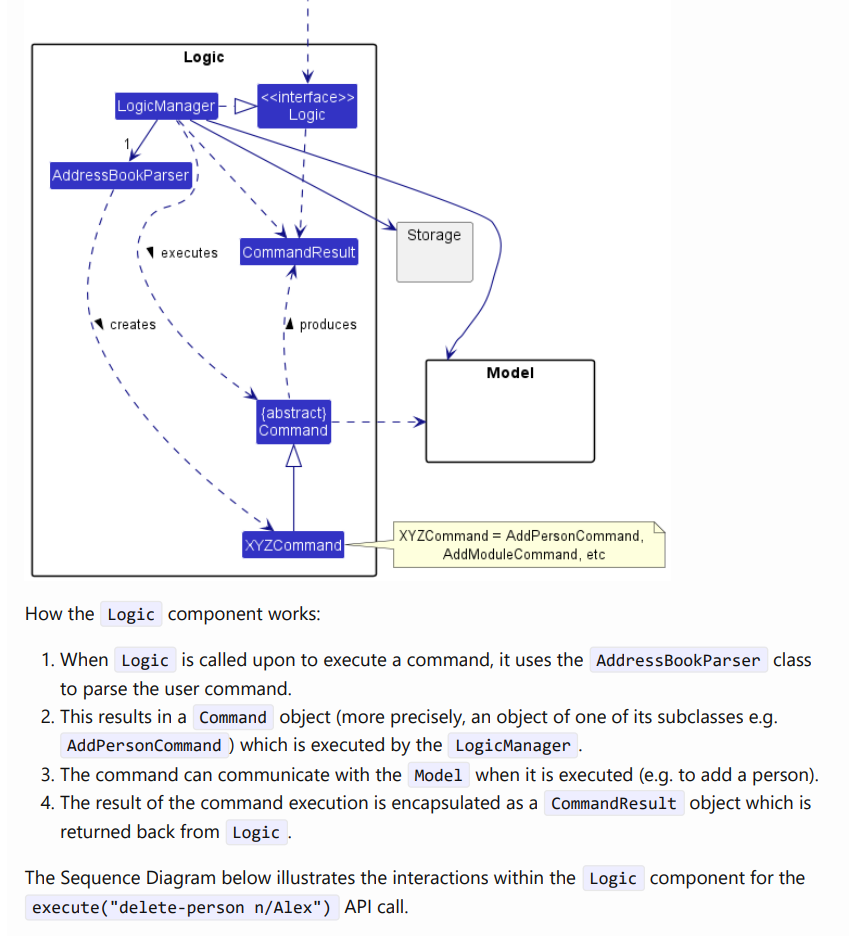 Logic
LogicManager
<<interface>>
Logic
1
AddressBookParser
Storage
executes
CommandResult
creates
produces
Model
{abstract}
Command
XYZCommand
XYZCommand = AddPersonCommand,
AddModuleCommand, etc
How the Logic component works:
1. When Logic is called upon to execute a command, it uses the AddressBookParser class
to parse the user command.
2. This results in a Command object (more precisely, an object of one of its subclasses e.g.
AddPersonCommand ) which is executed by the LogicManager .
3. The command can communicate with the Model when it is executed (e.g. to add a person).
4. The result of the command execution is encapsulated as a CommandResult object which is
returned back from Logic .
The Sequence Diagram below illustrates the interactions within the Logic component for the
execute("delete-person n/Alex") API call.